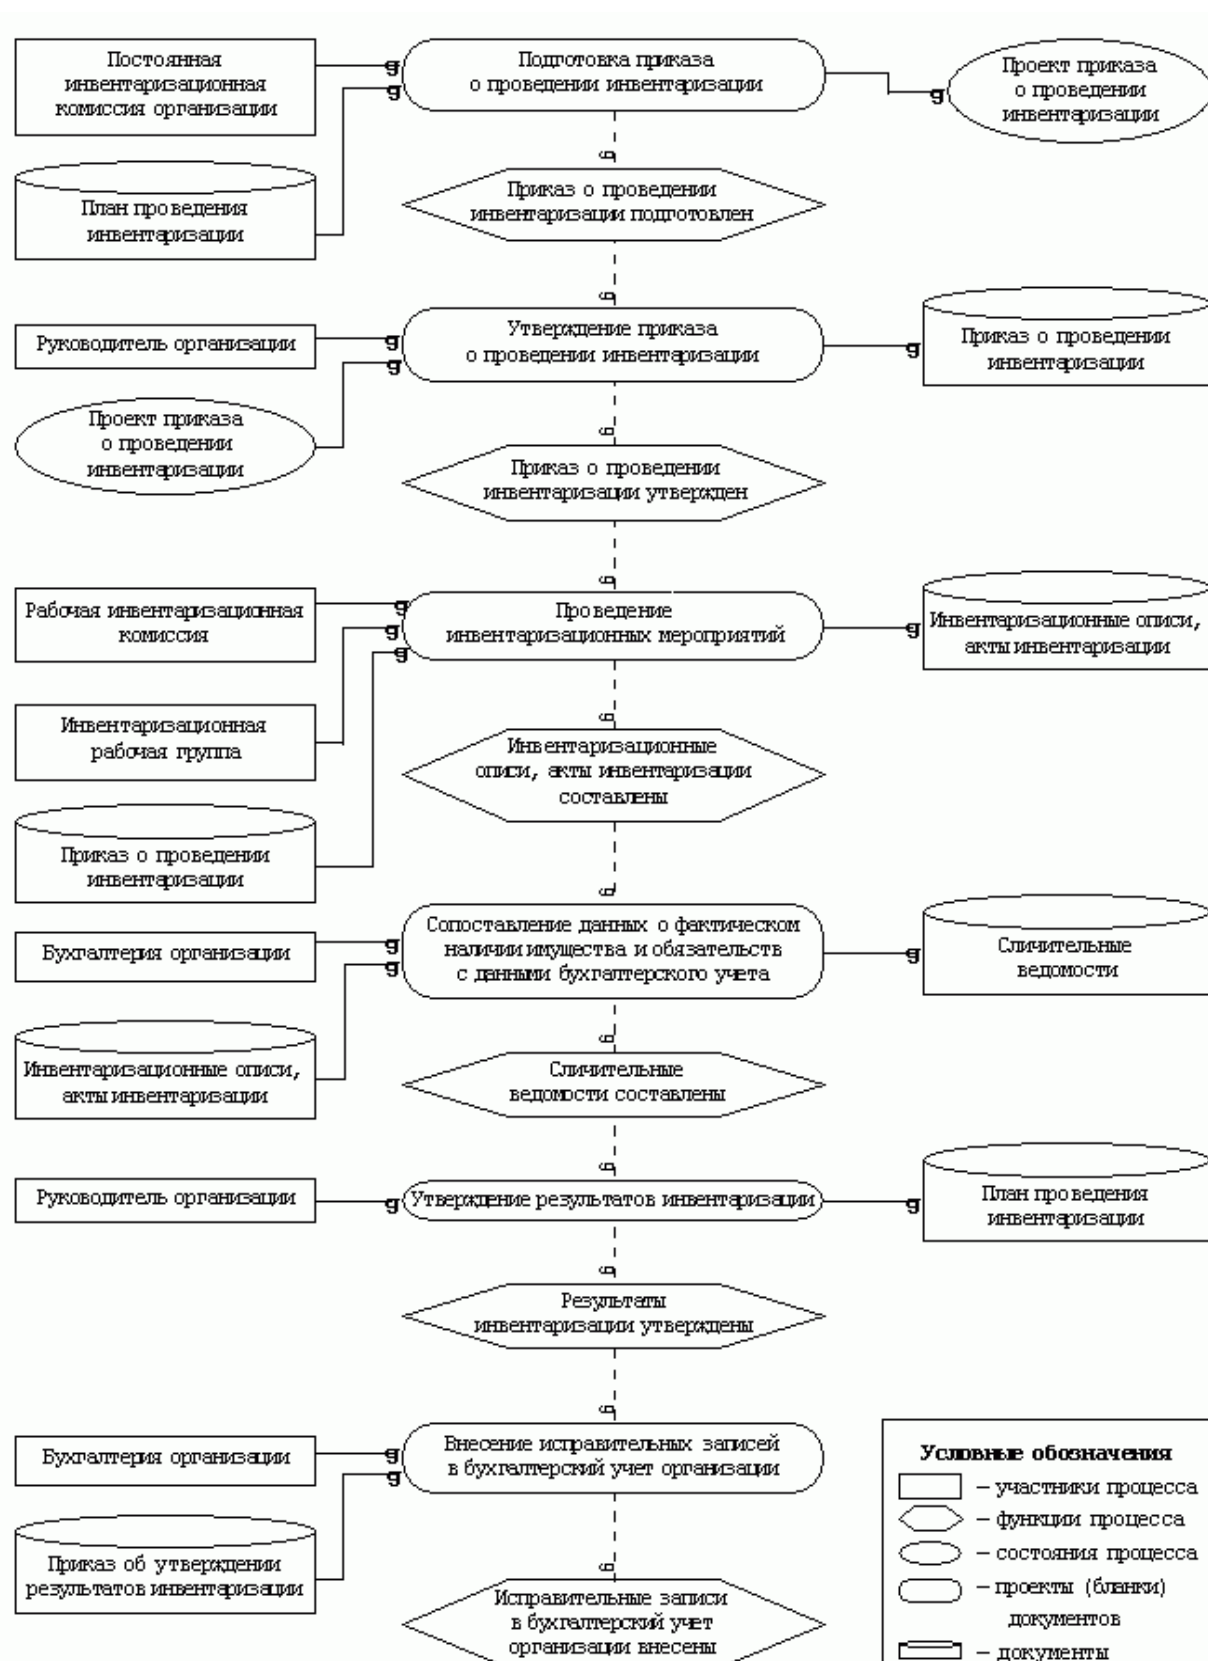 Постоянная
инвентаризационная
комиссия организации
Подготовка приказа
о проведении инвентаризации
Проект приказа
о проведении
инвентаризации
План проведения
инвентаризации
Приказ о проведении
инвентаризации подготовлен
Руководитель организации
Утверждение приказа
о проведении инвентаризации
Приказ о проведении
инвентаризации
Проект приказа
о проведении
инвентаризации
Приказ о проведении
инвентаризации утвержден
Рабочая инвентаризационная
комиссия
Проведение
инвентаризационных мероприятий
Инвентаризационные описи,
акты инвентаризации
Инвентаризационная
рабочая группа
Инвентаризационные
описи, акты инвентаризации
составлены
Приказ о проведении
инвентаризации
Бухгалтерия организации
Сопоставление данных о фактическом
наличии имущества и обязательств
с данными бухгалтерского учета
Сличительные
ведомости
Инвентаризационные описи,
акты инвентаризации
Сличительные
ведомости составлены
Руководитель организации
Утверждение результатов инвентаризации
План проведения
инвентаризации
Результаты
инвентаризации утверждены
Бухгалтерия организации
Внесение исправительных записей
в бухгалтерский учет организации
Приказ об утверждении
результатов инвентаризации
Исправительные записи
в бухгалтерский учет
организации внесены
Условные обозначения
– участники процесса
– функции процесса
– состояния процесса
– проекты (бланки)
документов
– документы